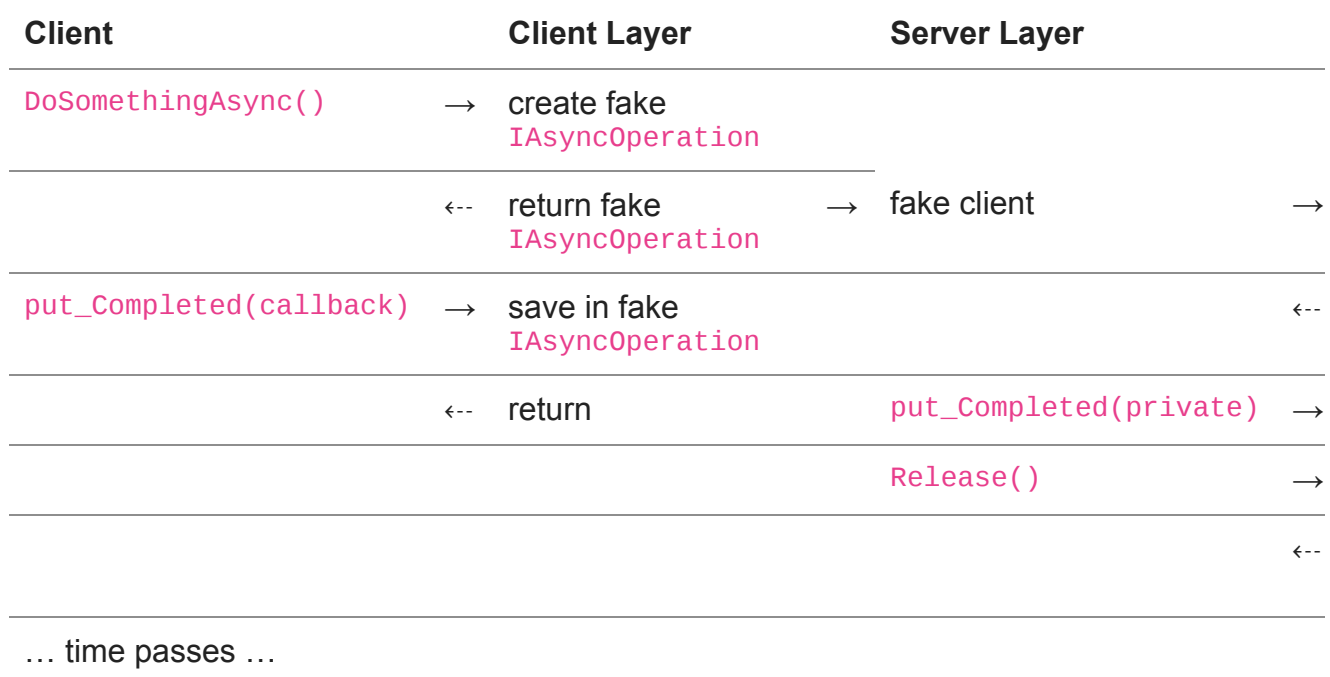 Client Client Layer Server Layer
DoSomethingAsync() → create fake
IAsyncOperation
⇠ return fake → fake client →
IAsyncOperation
put_Completed(callback) → save in fake ⇠
IAsyncOperation
⇠ return put_Completed(private) →
Release() →
⇠
… time passes …